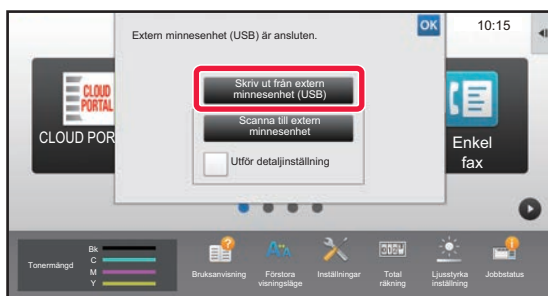 Extern minnesenhet (USB) är ansluten.
OK
10:15
Skriv ut från extern
minnesenhet (USB)
Scanna till extern
minnesenhet
Utför detaljinställning
CLOUD
PORTAL
CLOUD POR
Enkel
fax
Tonermängd
Bk
C
M
Y
Bruksanvisning
Förstora
visningsläge
Inställningar
Total
räkning
Ljusstyrka
inställning
Jobbstatus